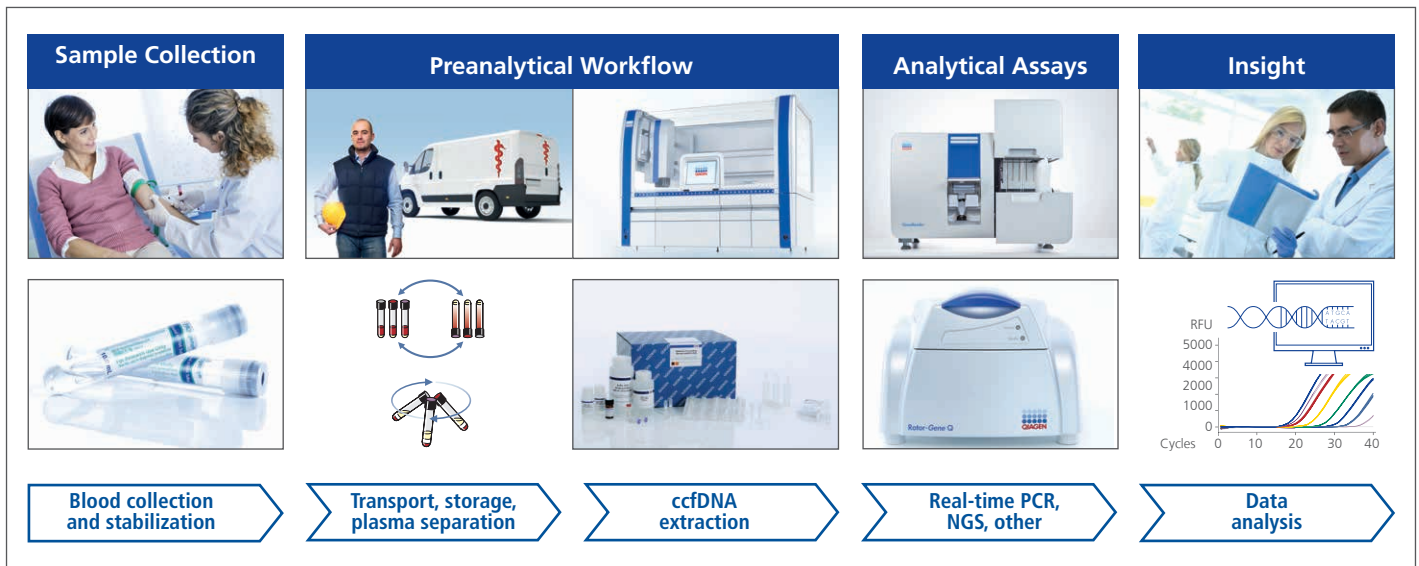 Sample Collection
Preanalytical Workflow
Analytical Assays
Insight
QIAGEN
Rotor-Gene Q
RFU
5000
4000
2000
1000
0
Cycles
0
10
20
30
40
ATGCA
TACGT
Blood collection
and stabilization
Transport, storage,
plasma separation
ccfDNA
extraction
Real-time PCR,
NGS, other
Data
analysis